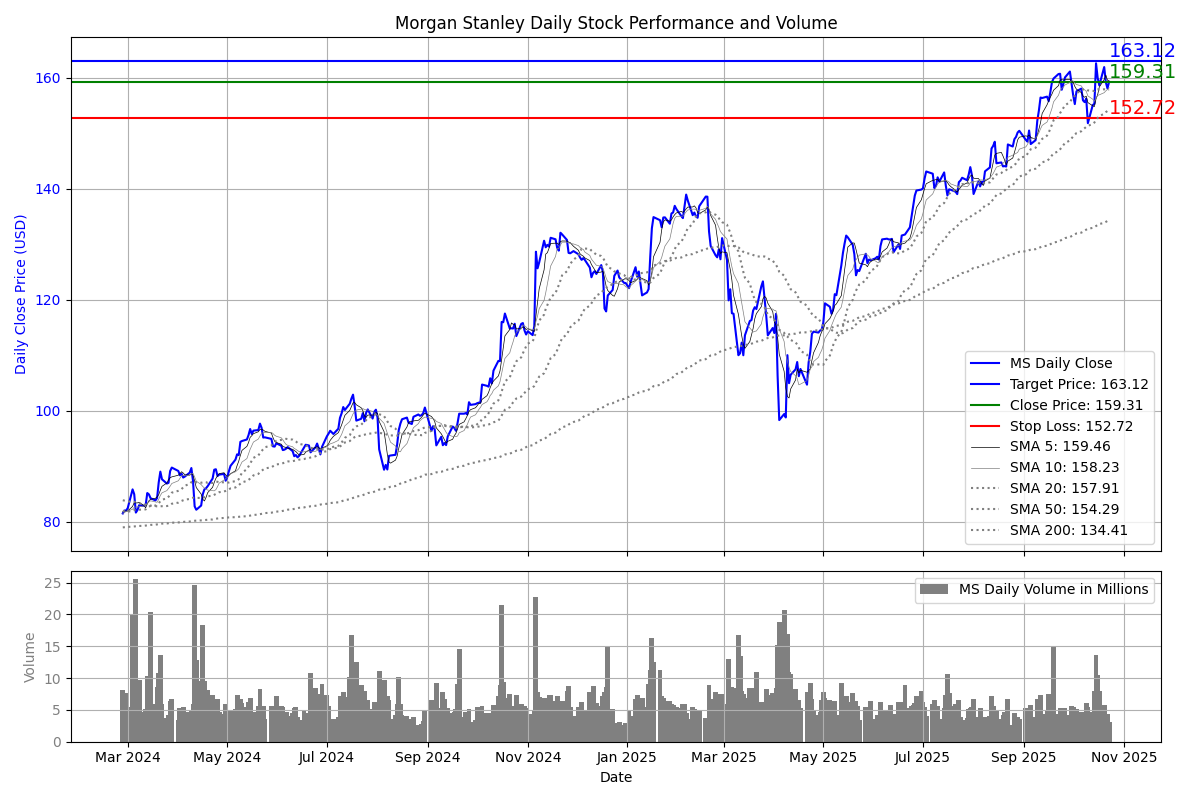 Morgan Stanley Daily Stock Performance and Volume
163.12
159.31
152.72
160
140
120
100
80
Daily Close Price (USD)
MS Daily Close
Target Price: 163.12
Close Price: 159.31
Stop Loss: 152.72
SMA 5: 159.46
SMA 10: 158.23
SMA 20: 157.91
SMA 50: 154.29
SMA 200: 134.41
25
20
15
10
5
0
Volume
MS Daily Volume in Millions
Mar 2024 May 2024 Jul 2024 Sep 2024 Nov 2024 Jan 2025 Mar 2025 May 2025 Jul 2025 Sep 2025 Nov 2025
Date